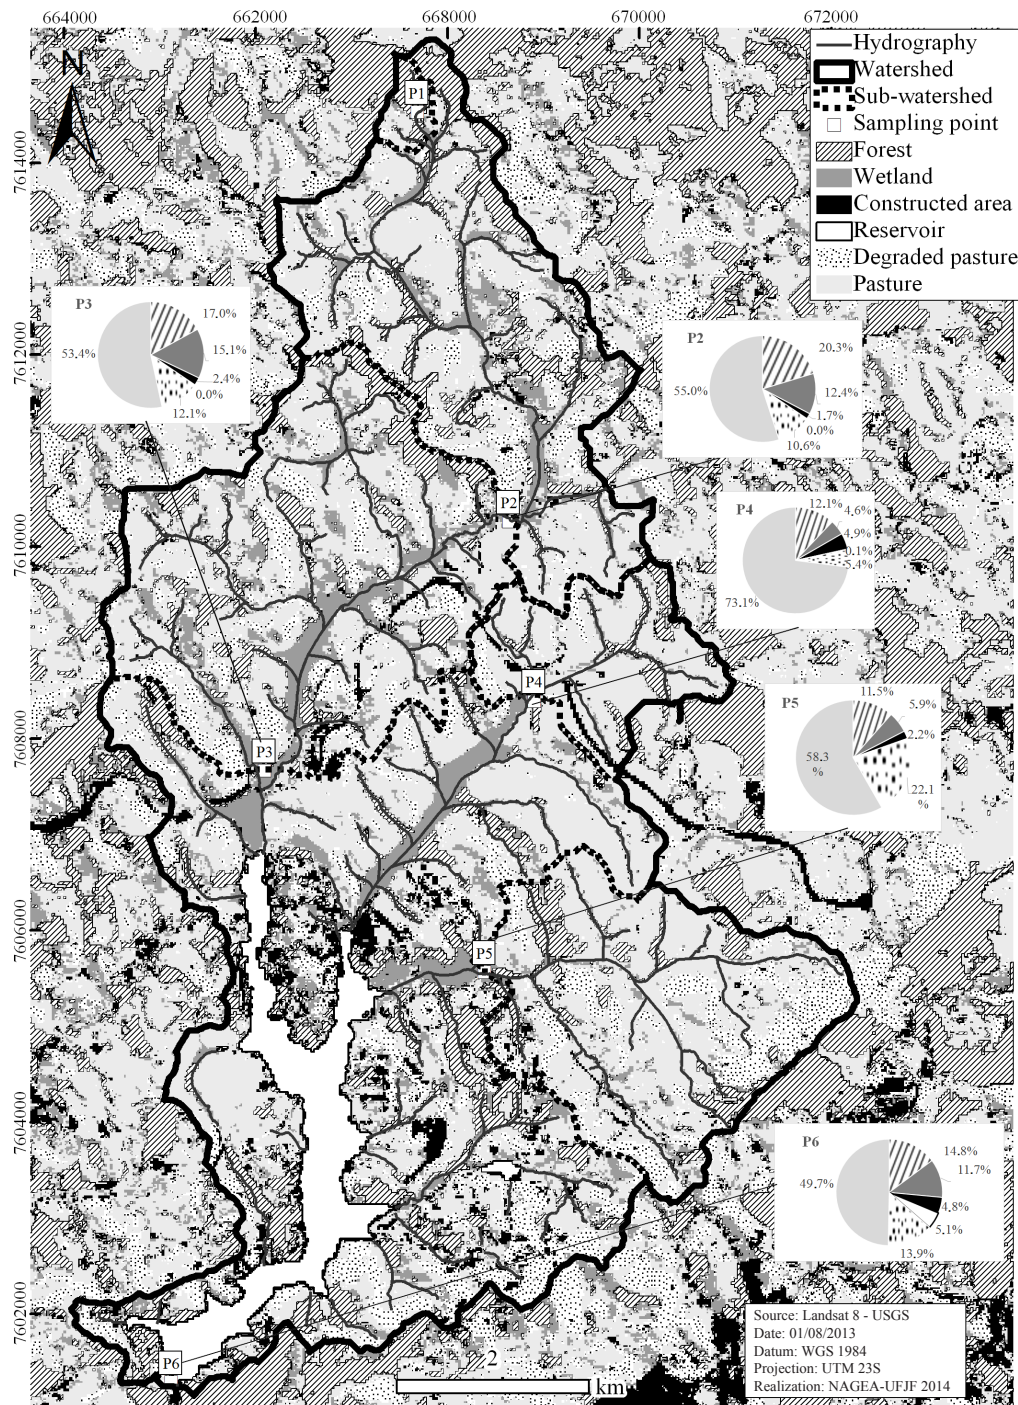 664000 662000 668000 670000 672000
N
7614000
7612000
7610000
7608000
7606000
7604000
7602000
Hydrography
Watershed
Sub-watershed
Sampling point
Forest
Wetland
Constructed area
Reservoir
Degraded pasture
Pasture
P1
P3
17.0%
15.1%
2.4%
0.0%
12.1%
53.4%
P2
20.3%
12.4%
1.7%
0.0%
10.6%
55.0%
P2
P4
12.1%
4.6%
4.9%
0.1%
5.4%
73.1%
P4
P5
11.5%
5.9%
2.2%
22.1
%
58.3
%
P3
P5
P6
14.8%
11.7%
4.8%
5.1%
13.9%
49.7%
P6
2
km
Source: Landsat 8 - USGS
Date: 01/08/2013
Datum: WGS 1984
Projection: UTM 23S
Realization: NAGEA-UFJF 2014